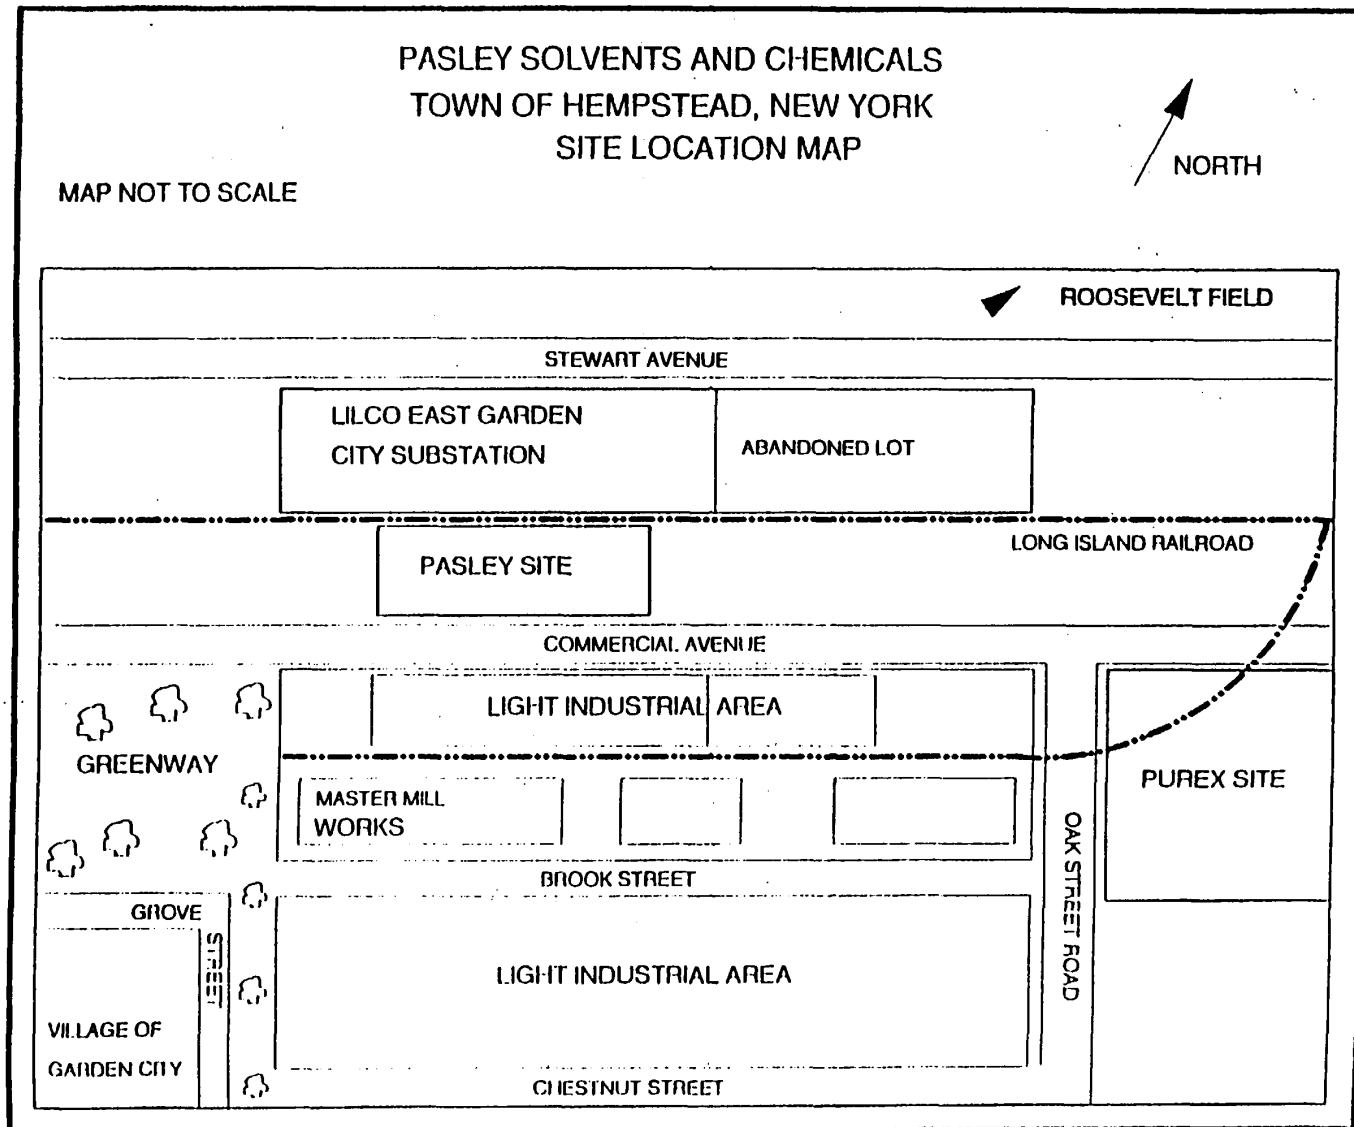 PASLEY SOLVENTS AND CHEMICALS
TOWN OF HEMPSTEAD, NEW YORK
SITE LOCATION MAP
NORTH
MAP NOT TO SCALE
ROOSEVELT FIELD
STEWART AVENUE
LILCO EAST GARDEN
CITY SUBSTATION
ABANDONED LOT
LONG ISLAND RAILROAD
PASLEY SITE
COMMERCIAL AVENUE
LIGHT INDUSTRIAL AREA
GREENWAY
PUREX SITE
MASTER MILL
WORKS
OAK STREET ROAD
BROOK STREET
GROVE
STREET
LIGHT INDUSTRIAL AREA
VILLAGE OF
GARDEN CITY
CHESTNUT STREET